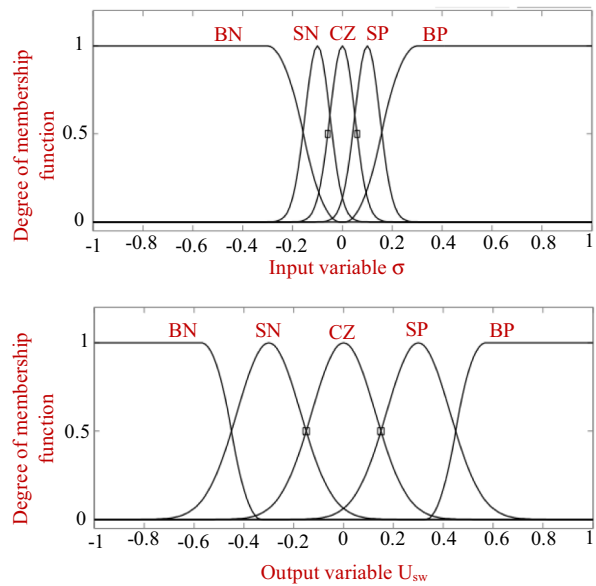 BN SN CZ SP BP
Degree of membership
function
1
0.5
0
-1 -0.8 -0.6 -0.4 -0.2 0 0.2 0.4 0.6 0.8 1
Input variable σ
BN SN CZ SP BP
Degree of membership
function
1
0.5
0
-1 -0.8 -0.6 -0.4 -0.2 0 0.2 0.4 0.6 0.8 1
Output variable Usw